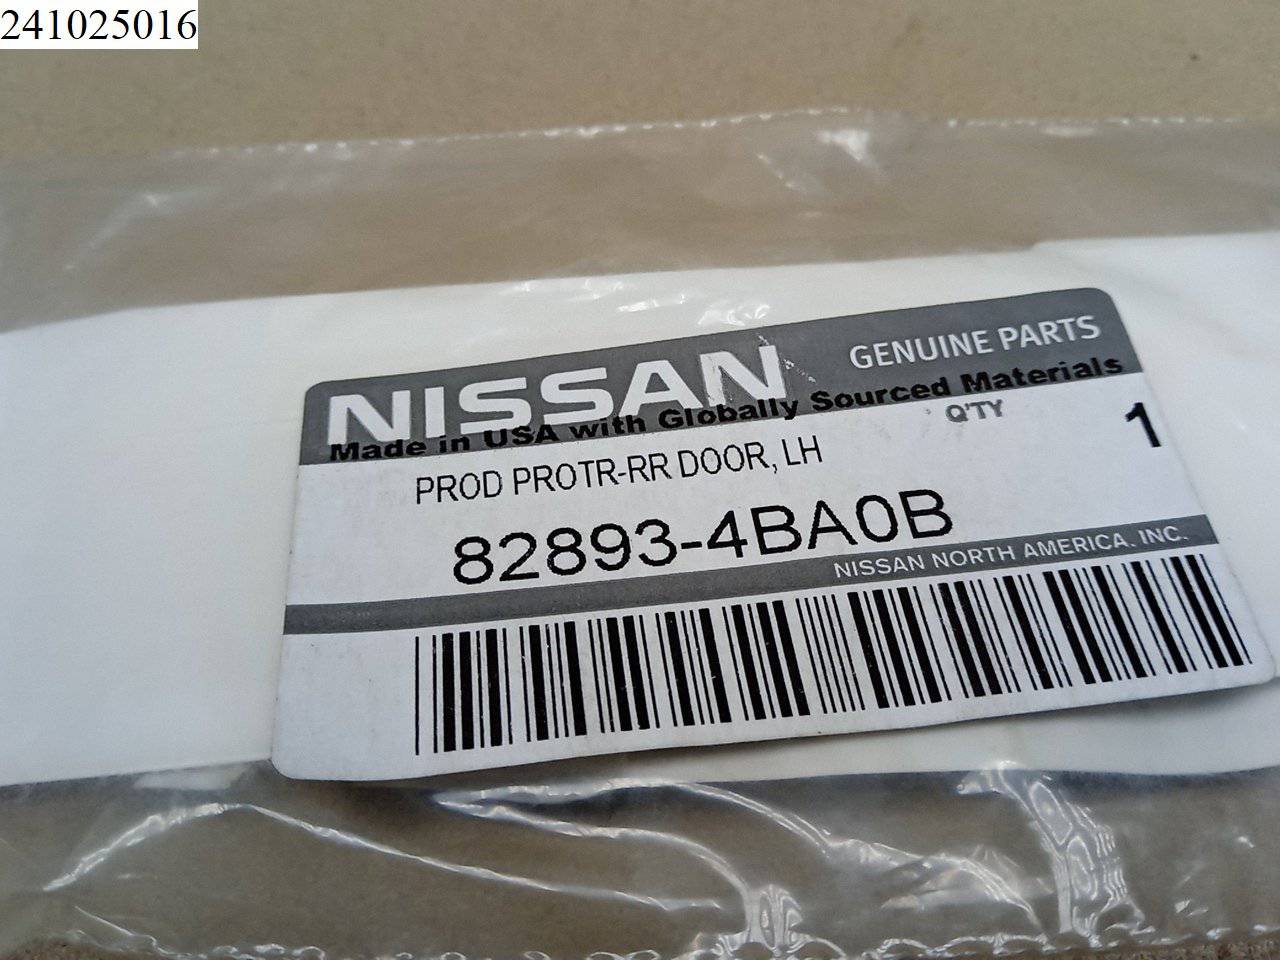 241025016
NISSAN GENUINE PARTS
Made in USA with Globally Sourced Materials
Q'TY 1
PROD PROTR-RR DOOR, LH
82893-4BA0B
NISSAN NORTH AMERICA, INC.